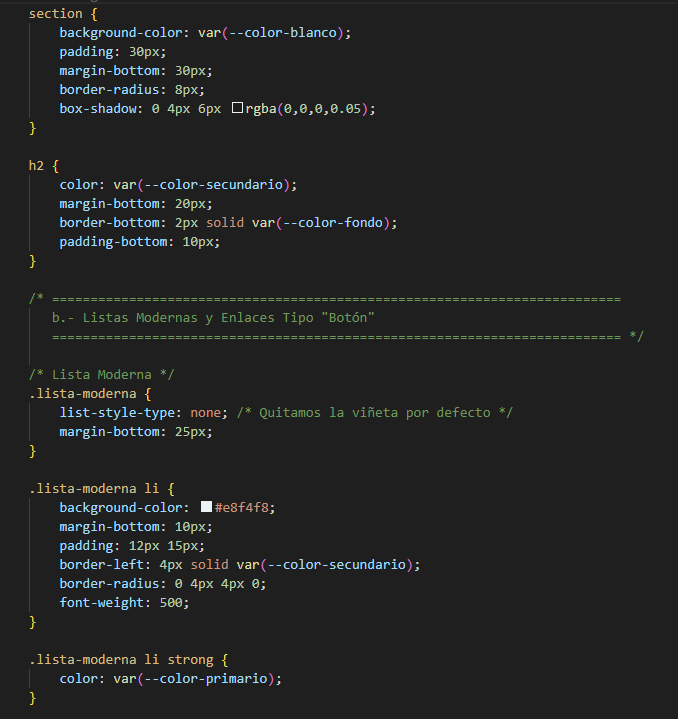 section {
    background-color: var(--color-blanco);
    padding: 30px;
    margin-bottom: 30px;
    border-radius: 8px;
    box-shadow: 0 4px 6px rgba(0,0,0,0.05);
}

h2 {
    color: var(--color-secundario);
    margin-bottom: 20px;
    border-bottom: 2px solid var(--color-fondo);
    padding-bottom: 10px;
}

/* ==========================================================================
   b.- Listas Modernas y Enlaces Tipo "Botón"
   ========================================================================== */

/* Lista Moderna */
.lista-moderna {
    list-style-type: none; /* Quitamos la viñeta por defecto */
    margin-bottom: 25px;
}

.lista-moderna li {
    background-color: #e8f4f8;
    margin-bottom: 10px;
    padding: 12px 15px;
    border-left: 4px solid var(--color-secundario);
    border-radius: 0 4px 4px 0;
    font-weight: 500;
}

.lista-moderna li strong {
    color: var(--color-primario);
}